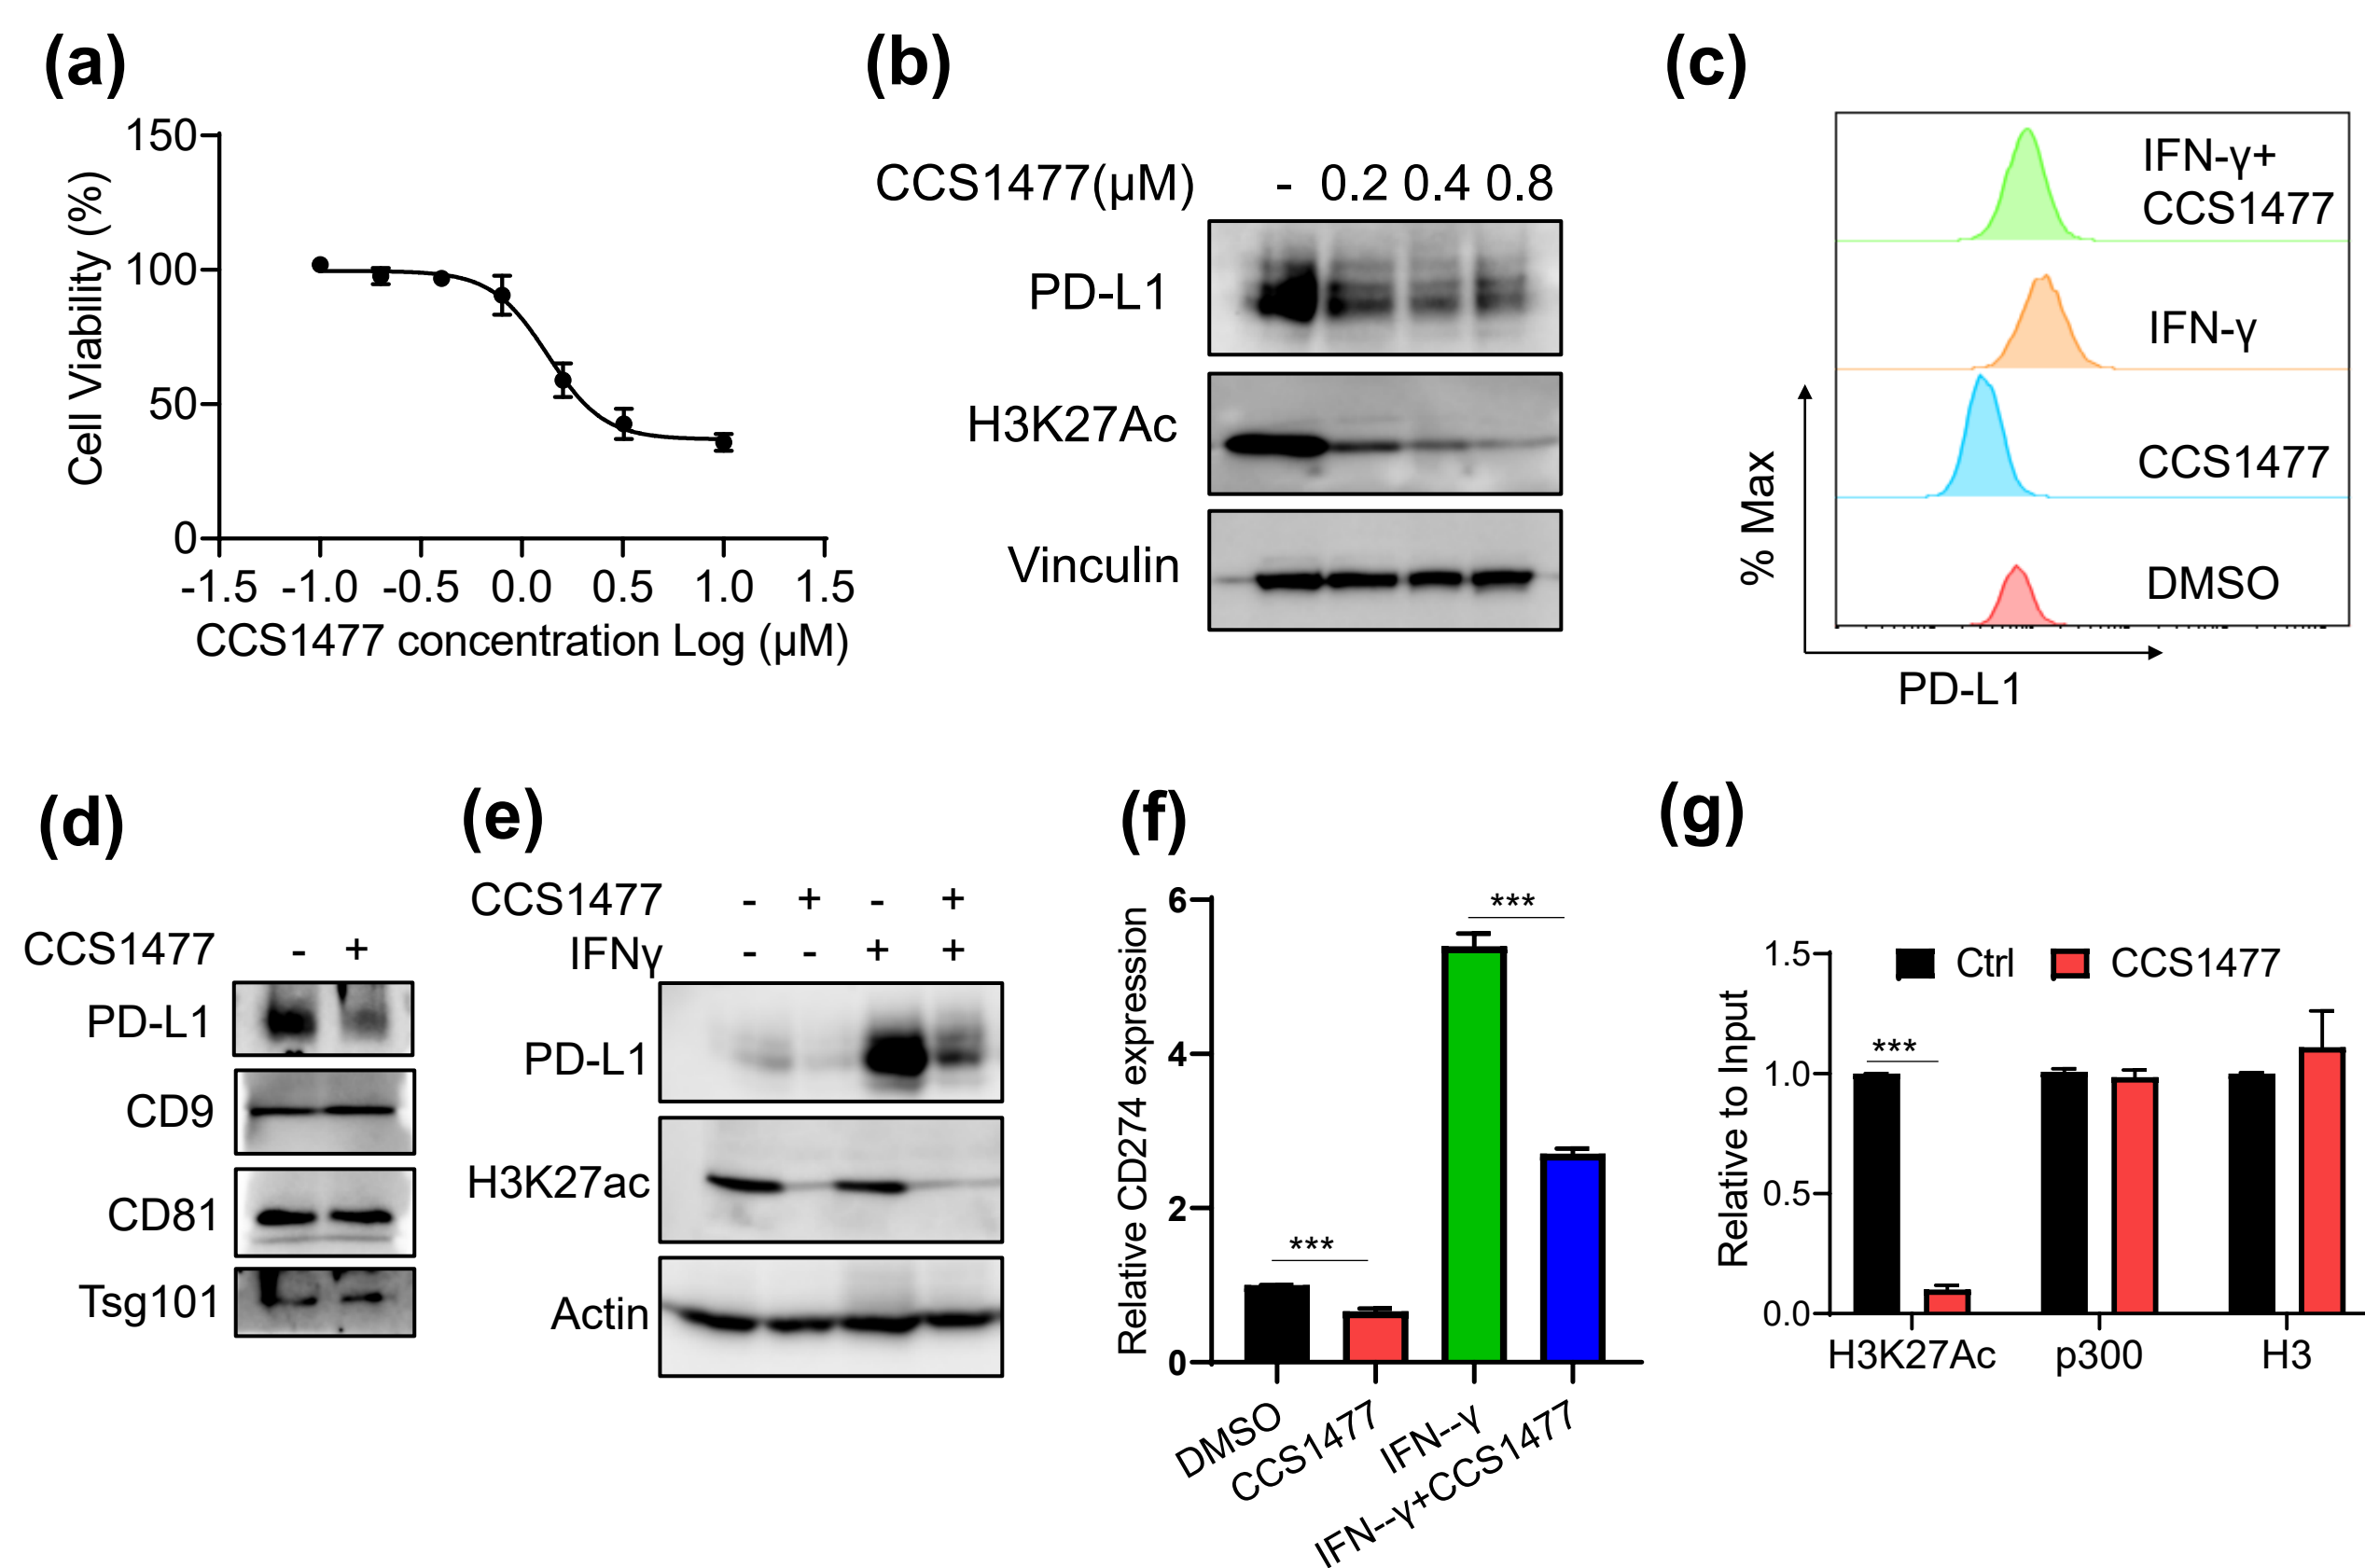 (a)
150
100
50
0
Cell Viability (%)
-1.5 -1.0 -0.5 0.0 0.5 1.0 1.5
CCS1477 concentration Log (μM)
(b)
CCS1477(μM) - 0.2 0.4 0.8
PD-L1
H3K27Ac
Vinculin
(c)
IFN-γ+
CCS1477
IFN-γ
CCS1477
DMSO
% Max
PD-L1
(d)
CCS1477 - +
PD-L1
CD9
CD81
Tsg101
(e)
CCS1477 - + - +
IFNγ - - + +
PD-L1
H3K27ac
Actin
(f)
Relative CD274 expression
6
4
2
0
***
***
DMSO
CCS1477
IFN--γ
IFN--γ+CCS1477
(g)
Relative to Input
1.5
1.0
0.5
0.0
Ctrl CCS1477
***
H3K27Ac p300 H3